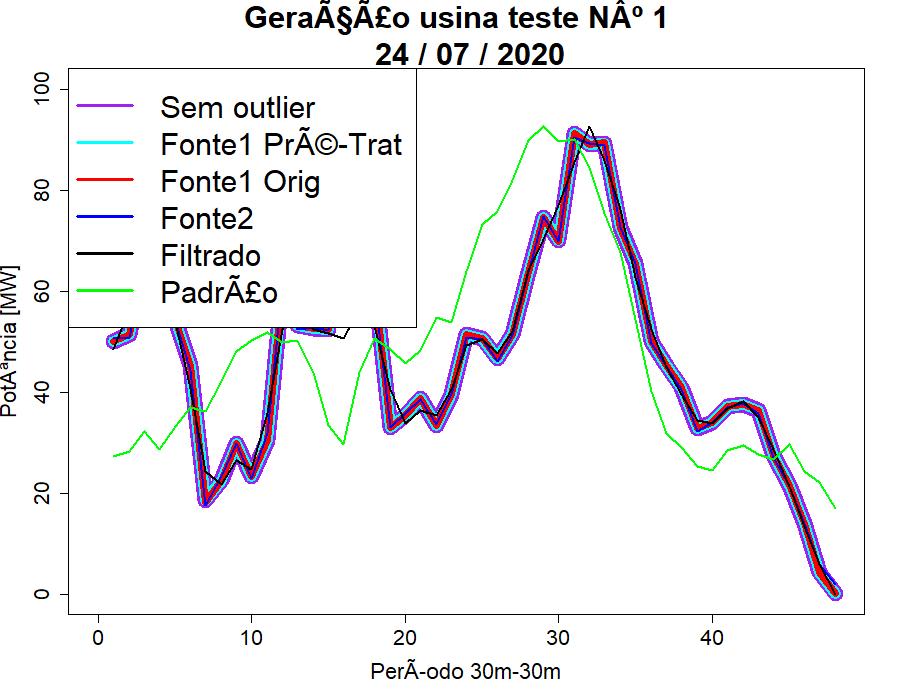 GeraÃ§Ã£o usina teste NÂº 1
24 / 07 / 2020
PotÃªncia [MW]
100
80
60
40
20
0
Sem outlier
Fonte1 PrÃ©-Trat
Fonte1 Orig
Fonte2
Filtrado
PadrÃ£o
0 10 20 30 40
PerÃ-odo 30m-30m